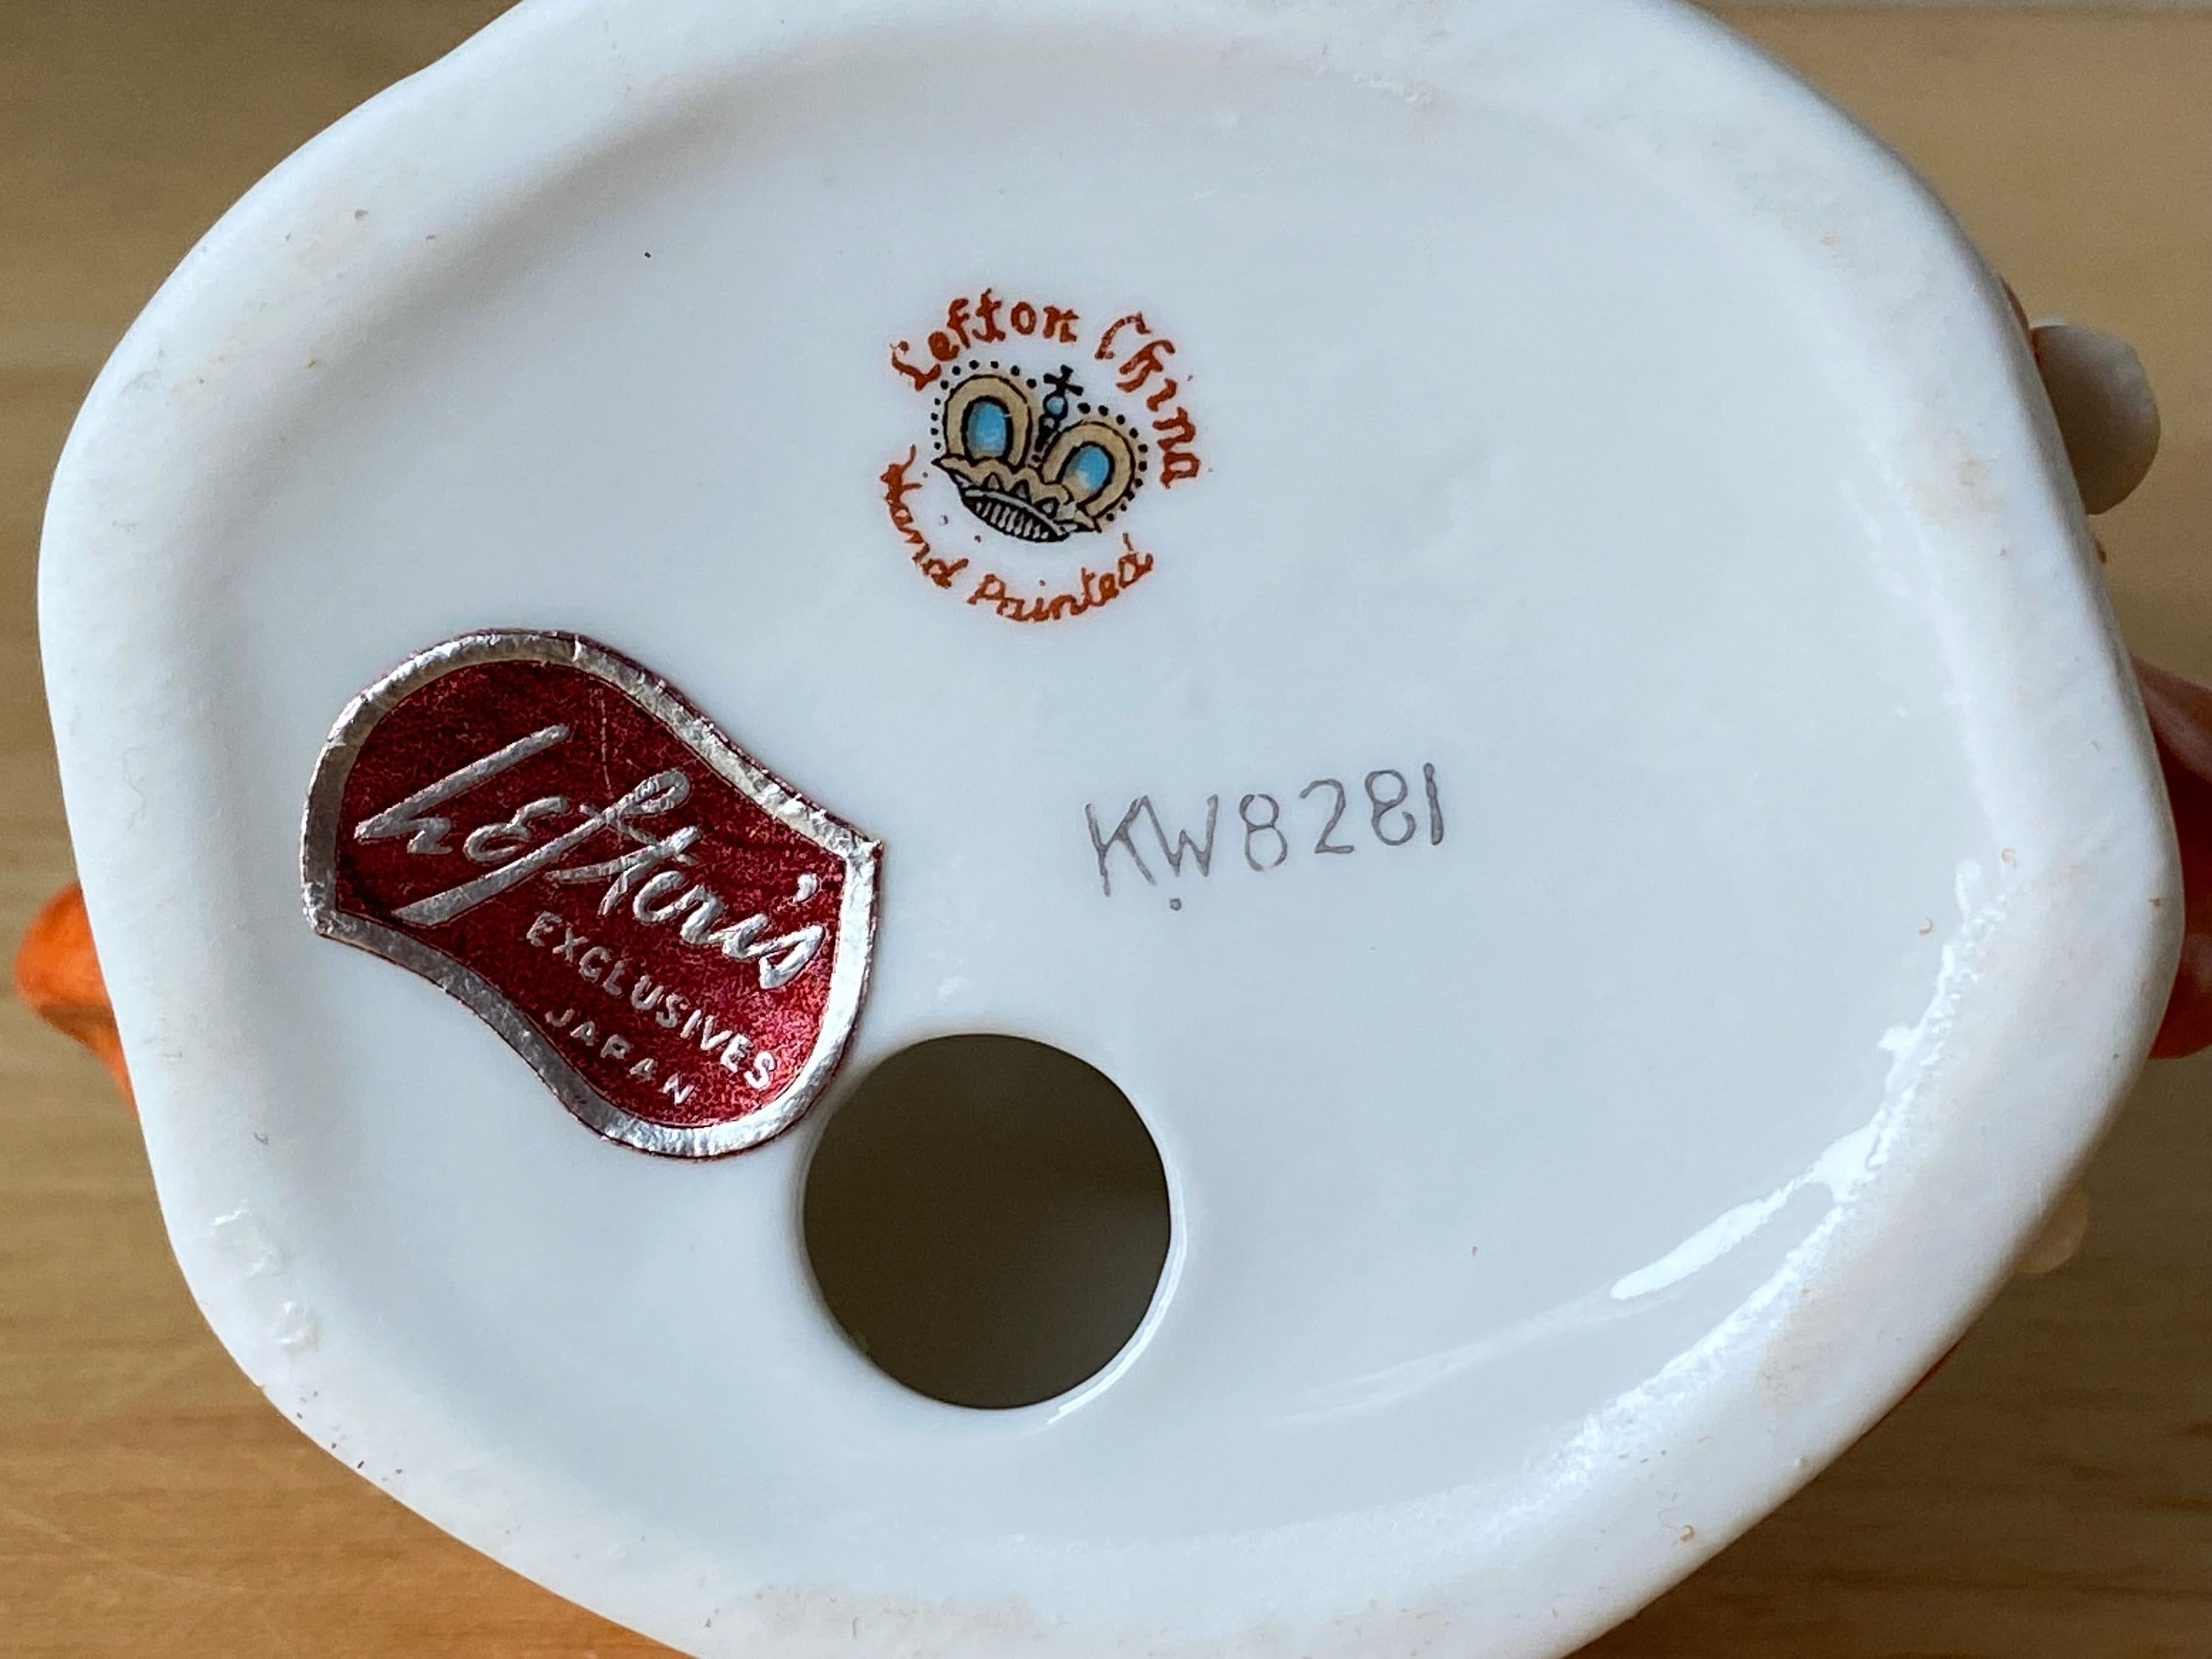 Lefton China
Hand Painted
Lefton's
EXCLUSIVES
JAPAN
KW8281